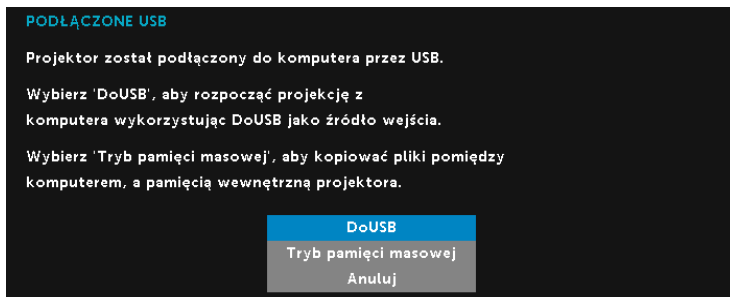 PODŁĄCZONE USB
Projektor został podłączony do komputera przez USB.
Wybierz 'DoUSB', aby rozpocząć projekcję z
komputera wykorzystując DoUSB jako źródło wejścia.
Wybierz 'Tryb pamięci masowej', aby kopiować pliki pomiędzy
komputerem, a pamięcią wewnętrzną projektora.
DoUSB
Tryb pamięci masowej
Anuluj